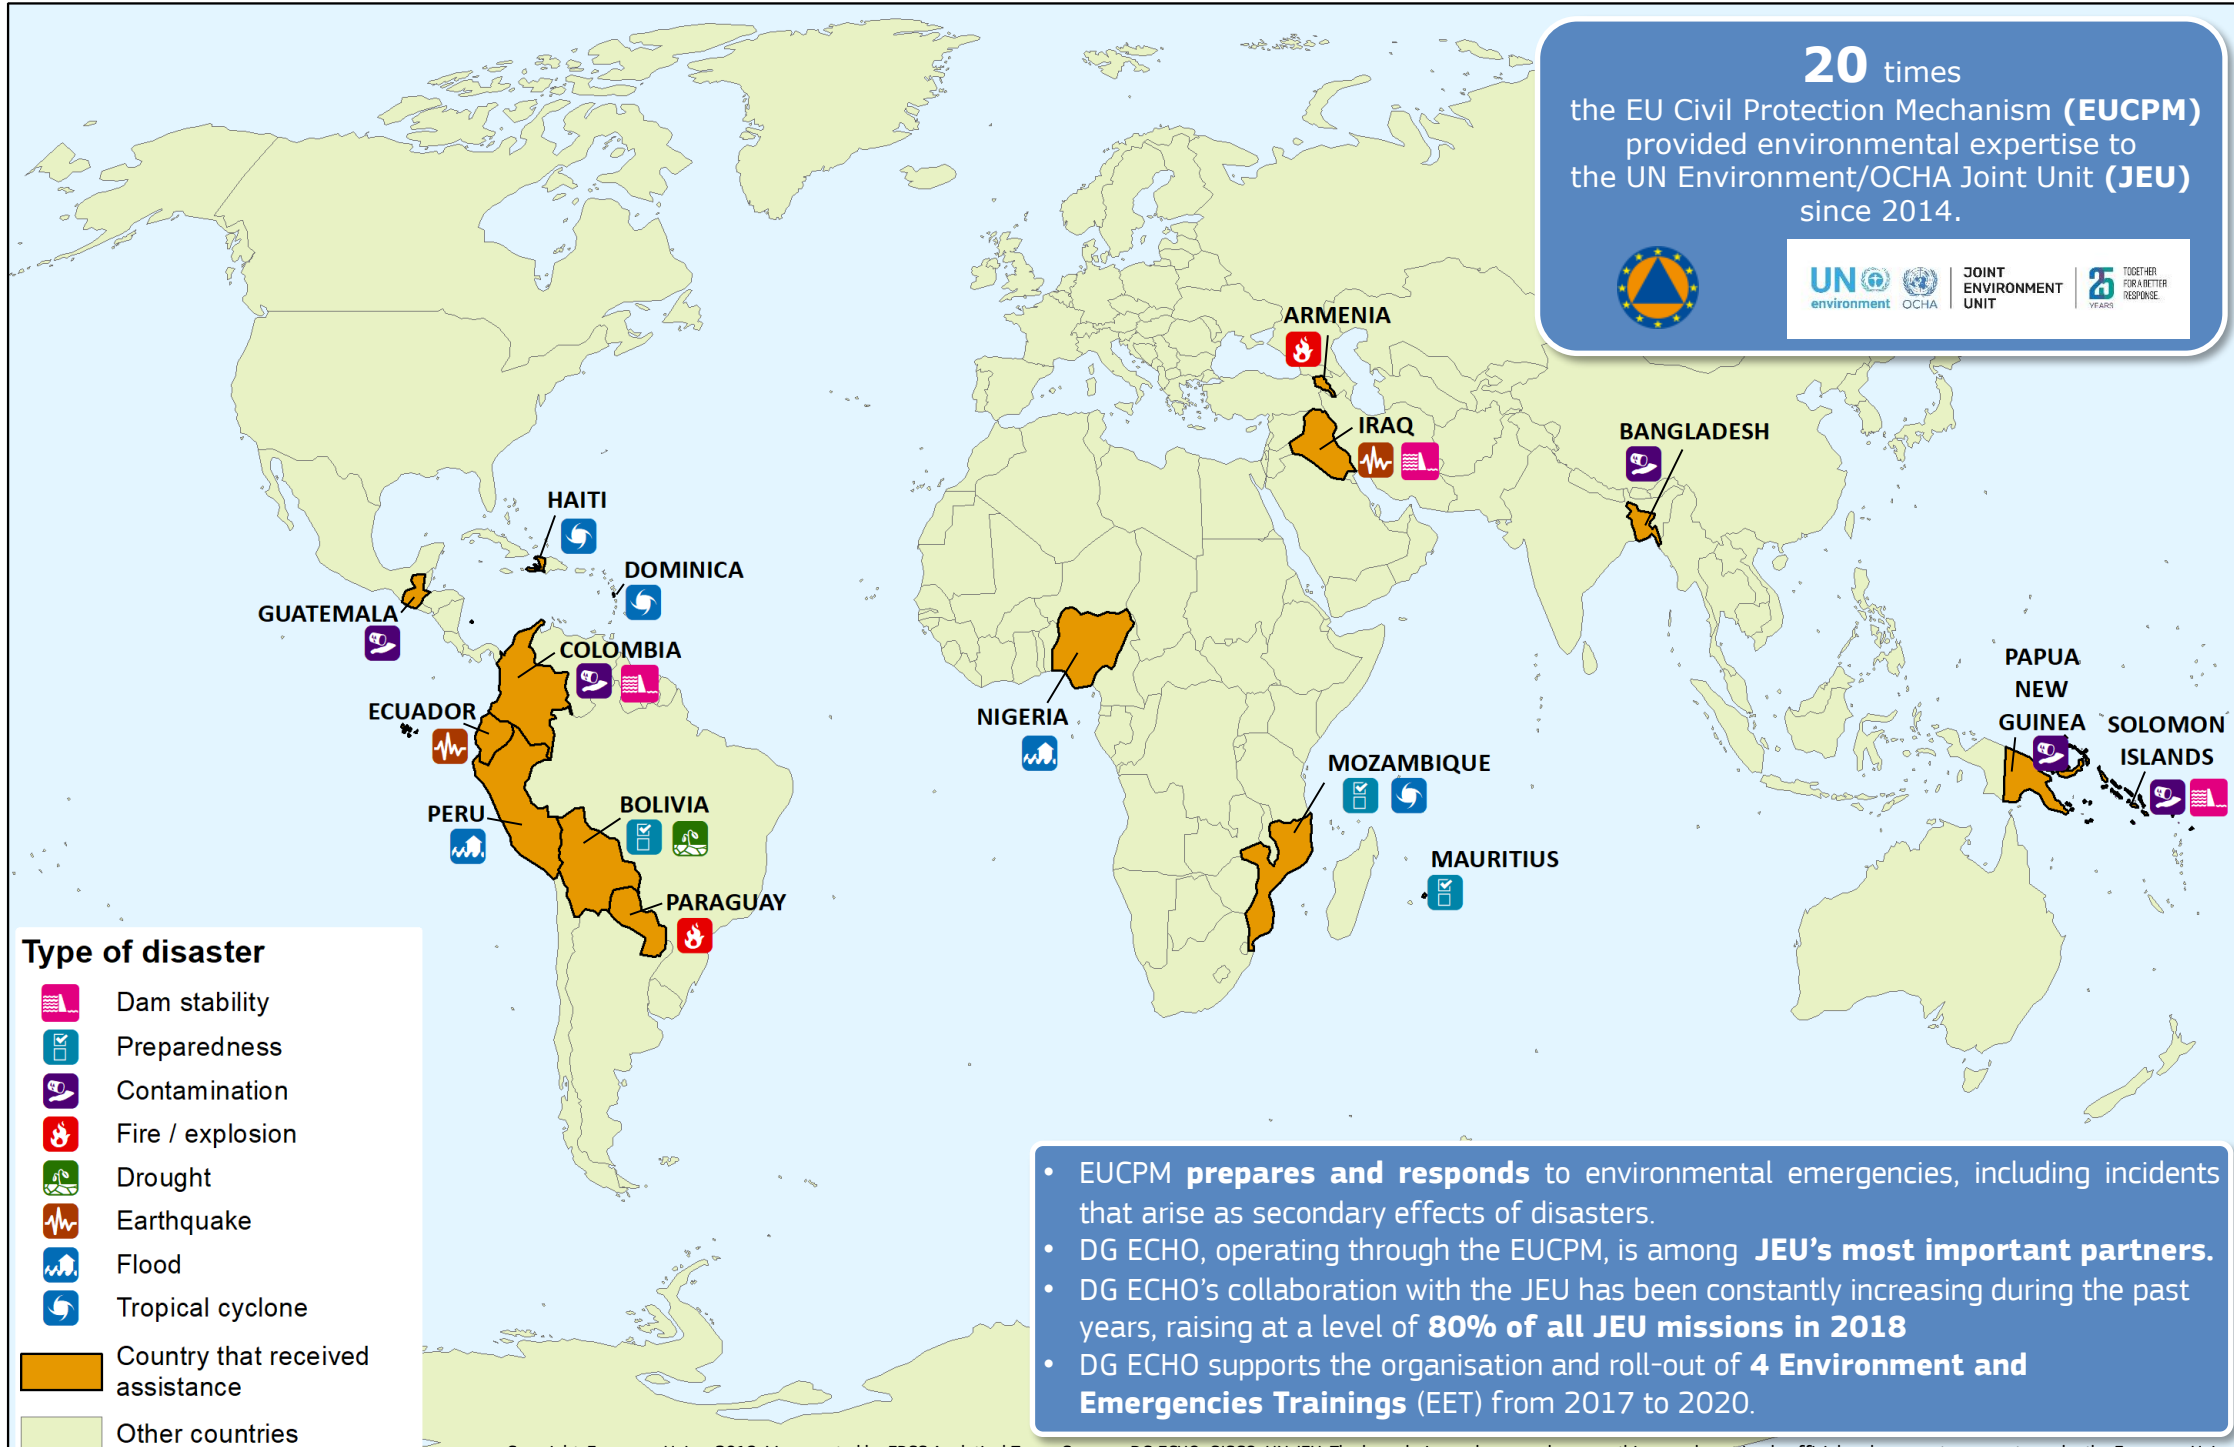 20 times
the EU Civil Protection Mechanism (EUCPM)
provided environmental expertise to
the UN Environment/OCHA Joint Unit (JEU)
since 2014.
UN
environment
OCHA
JOINT
ENVIRONMENT
UNIT
25
YEARS
TOGETHER
FOR A BETTER
RESPONSE.
ARMENIA
IRAQ
BANGLADESH
HAITI
DOMINICA
GUATEMALA
COLOMBIA
ECUADOR
NIGERIA
PAPUA
NEW
GUINEA
SOLOMON
ISLANDS
MOZAMBIQUE
PERU
BOLIVIA
MAURITIUS
PARAGUAY
Type of disaster
Dam stability
Preparedness
Contamination
Fire / explosion
Drought
Earthquake
Flood
Tropical cyclone
Country that received
assistance
Other countries
• EUCPM prepares and responds to environmental emergencies, including incidents
that arise as secondary effects of disasters.
• DG ECHO, operating through the EUCPM, is among JEU's most important partners.
• DG ECHO's collaboration with the JEU has been constantly increasing during the past
years, raising at a level of 80% of all JEU missions in 2018
• DG ECHO supports the organisation and roll-out of 4 Environment and
Emergencies Trainings (EET) from 2017 to 2020.